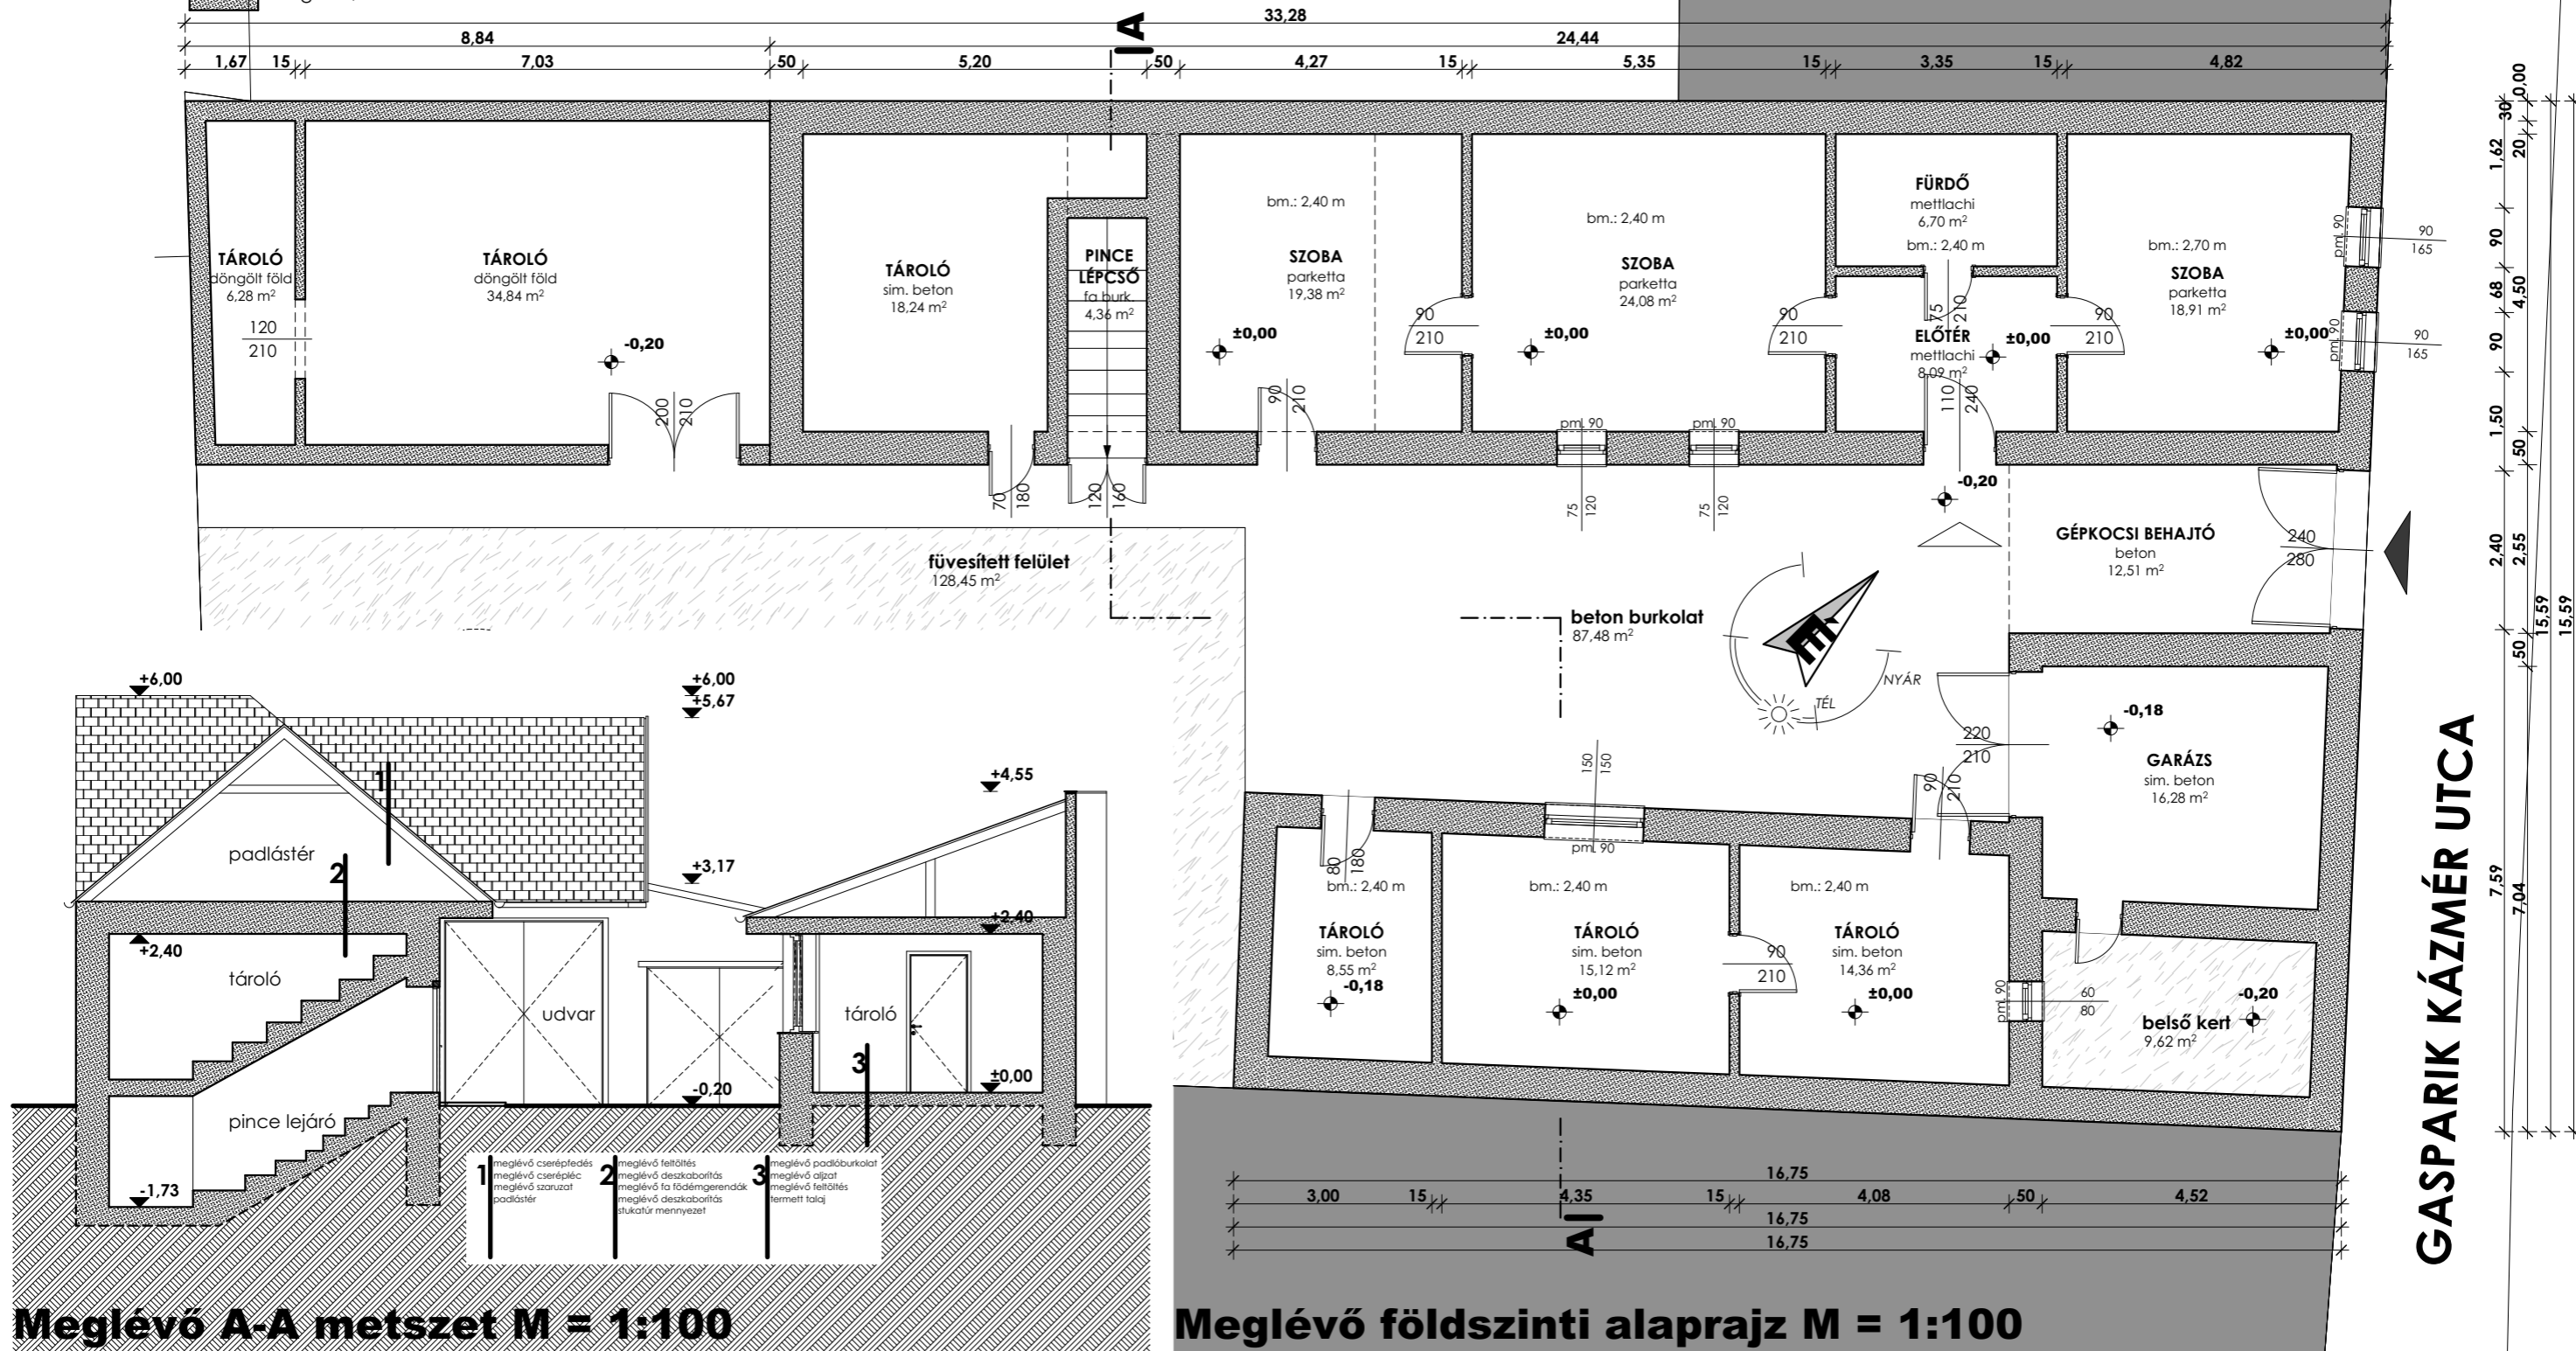 33,28
8,84
24,44
1,67
15
7,03
50
5,20
50
4,27
15
5,35
15
3,35
15
4,82
A
TÁROLÓ
döngölt föld
6,28 m²
120
210
TÁROLÓ
döngölt föld
34,84 m²
-0,20
200
210
TÁROLÓ
sim. beton
18,24 m²
70
180
PINCE
LÉPCSŐ
fa burk.
4,36 m²
120
160
bm.: 2,40 m
SZOBA
parketta
19,38 m²
±0,00
90
210
90
210
bm.: 2,40 m
SZOBA
parketta
24,08 m²
±0,00
90
210
pm. 90
pm. 90
75
120
75
120
FÜRDŐ
mettlachi
6,70 m²
bm.: 2,40 m
75
210
ELŐTÉR
mettlachi
8,09 m²
±0,00
110
240
90
210
bm.: 2,70 m
SZOBA
parketta
18,91 m²
±0,00
pm. 90
90
165
pm. 90
90
165
-0,20
GÉPKOCSI BEHAJTÓ
beton
12,51 m²
240
280
füvesített felület
128,45 m²
beton burkolat
87,48 m²
É
NYÁR
TÉL
-0,18
220
210
GARÁZS
sim. beton
16,28 m²
150
150
pm. 90
90
210
80
180
bm.: 2,40 m
TÁROLÓ
sim. beton
8,55 m²
-0,18
bm.: 2,40 m
TÁROLÓ
sim. beton
15,12 m²
±0,00
90
210
bm.: 2,40 m
TÁROLÓ
sim. beton
14,36 m²
±0,00
pm. 90
60
80
-0,20
belső kert
9,62 m²
0,00
30
20
1,62
90
68
4,50
90
1,50
50
2,40
2,55
50
15,59
15,59
7,59
7,04
GASPARIK KÁZMÉR UTCA
16,75
3,00
15
4,35
15
4,08
50
4,52
16,75
16,75
A
+6,00
+6,00
+5,67
+4,55
+3,17
+2,40
+2,40
1
2
padlástér
tároló
udvar
tároló
3
±0,00
-0,20
pince lejáró
-1,73
1
meglévő cserépfedés
meglévő cserépléc
meglévő szaruzat
padlástér
2
meglévő feltöltés
meglévő deszkaborítás
meglévő fa födémgerendák
meglévő deszkaborítás
stukatúr mennyezet
3
meglévő padlóburkolat
meglévő aljzat
meglévő feltöltés
termett talaj
Meglévő A-A metszet M = 1:100
Meglévő földszinti alaprajz M = 1:100